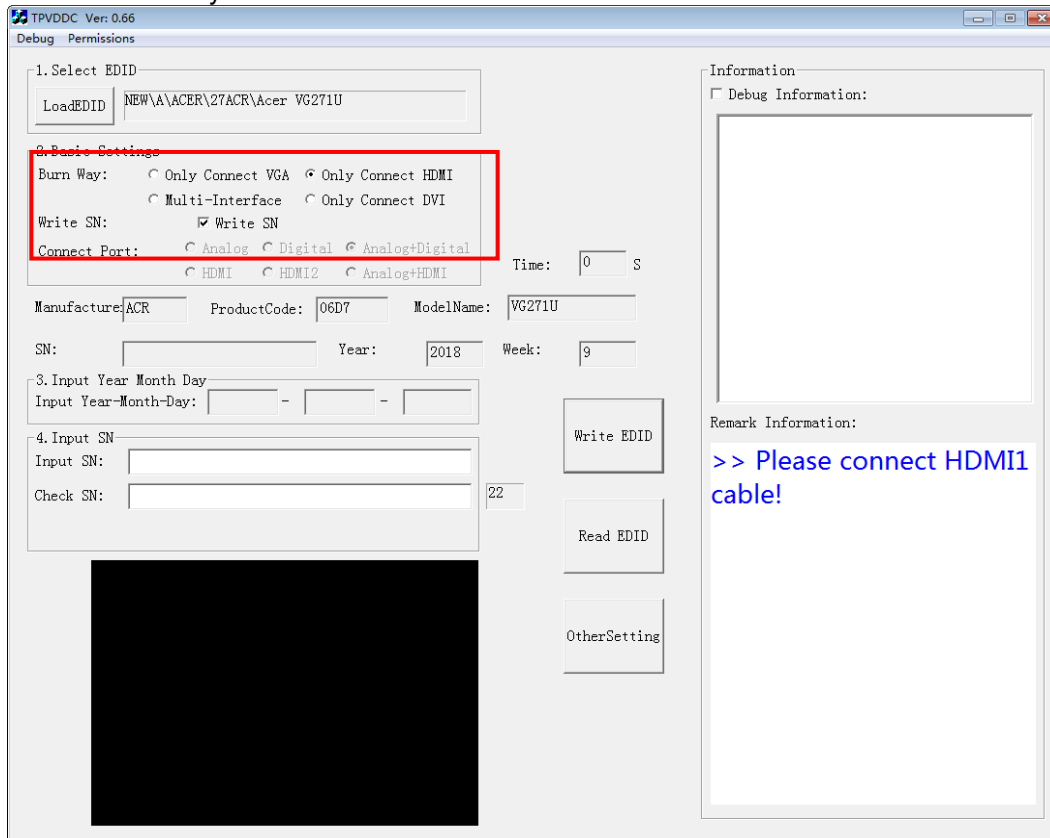 TPVDDC Ver: 0.66
Debug Permissions
1. Select EDID
LoadEDID NEW\A\ACER\27ACR\Acer VG271U
2. Basic Settings
Burn Way: Only Connect VGA Only Connect HDMI
Multi-Interface Only Connect DVI
Write SN: Write SN
Connect Port: Analog Digital Analog+Digital
HDMI HDMI2 Analog+HDMI
Time: 0 S
Manufacture: ACR ProductCode: 06D7 ModelName: VG271U
SN: Year: 2018 Week: 9
3. Input Year Month Day
Input Year-Month-Day: - -
4. Input SN
Input SN:
Check SN: 22
Write EDID
Read EDID
OtherSetting
Information
Debug Information:
Remark Information:
>> Please connect HDMI1
cable!